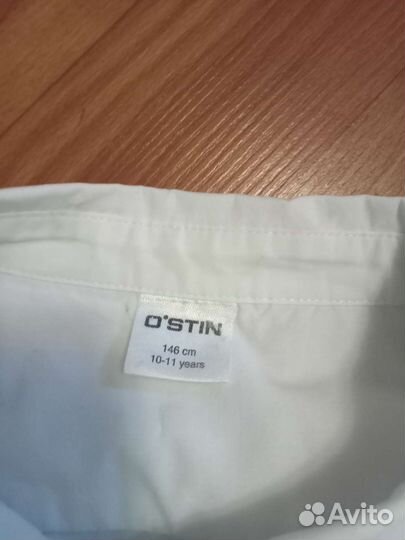 O'STIN
146 cm
10-11 years
Avito